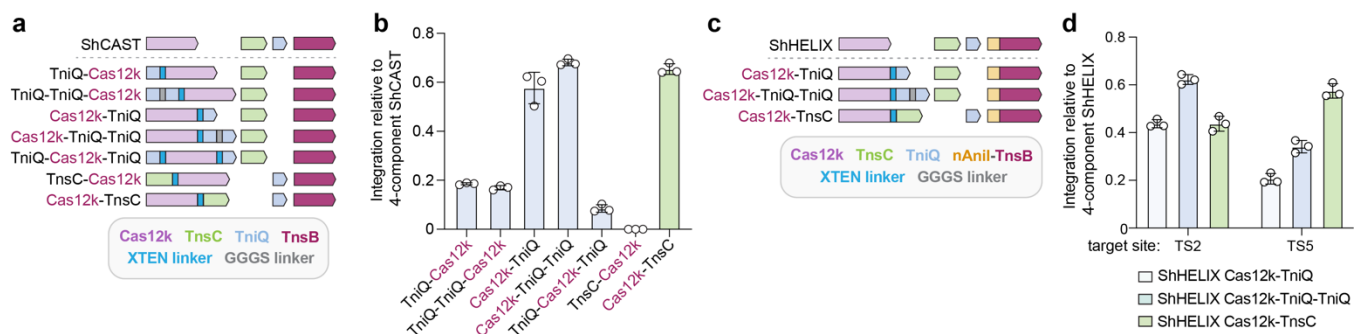 a
ShCAST
TniQ-Cas12k
TniQ-TniQ-Cas12k
Cas12k-TniQ
Cas12k-TniQ-TniQ
TniQ-Cas12k-TniQ
TnsC-Cas12k
Cas12k-TnsC
Cas12k TnsC TniQ TnsB
XTEN linker GGGS linker
b
Integration relative to
4-component ShCAST
0.8
0.6
0.4
0.2
0
TniQ-Cas12k
TniQ-TniQ-Cas12k
Cas12k-TniQ
Cas12k-TniQ-TniQ
TniQ-Cas12k-TniQ
TnsC-Cas12k
Cas12k-TnsC
c
ShHELIX
Cas12k-TniQ
Cas12k-TniQ-TniQ
Cas12k-TnsC
Cas12k TnsC TniQ nAniI-TnsB
XTEN linker GGGS linker
d
Integration relative to
4-component ShHELIX
0.8
0.6
0.4
0.2
0
target site: TS2 TS5
ShHELIX Cas12k-TniQ
ShHELIX Cas12k-TniQ-TniQ
ShHELIX Cas12k-TnsC